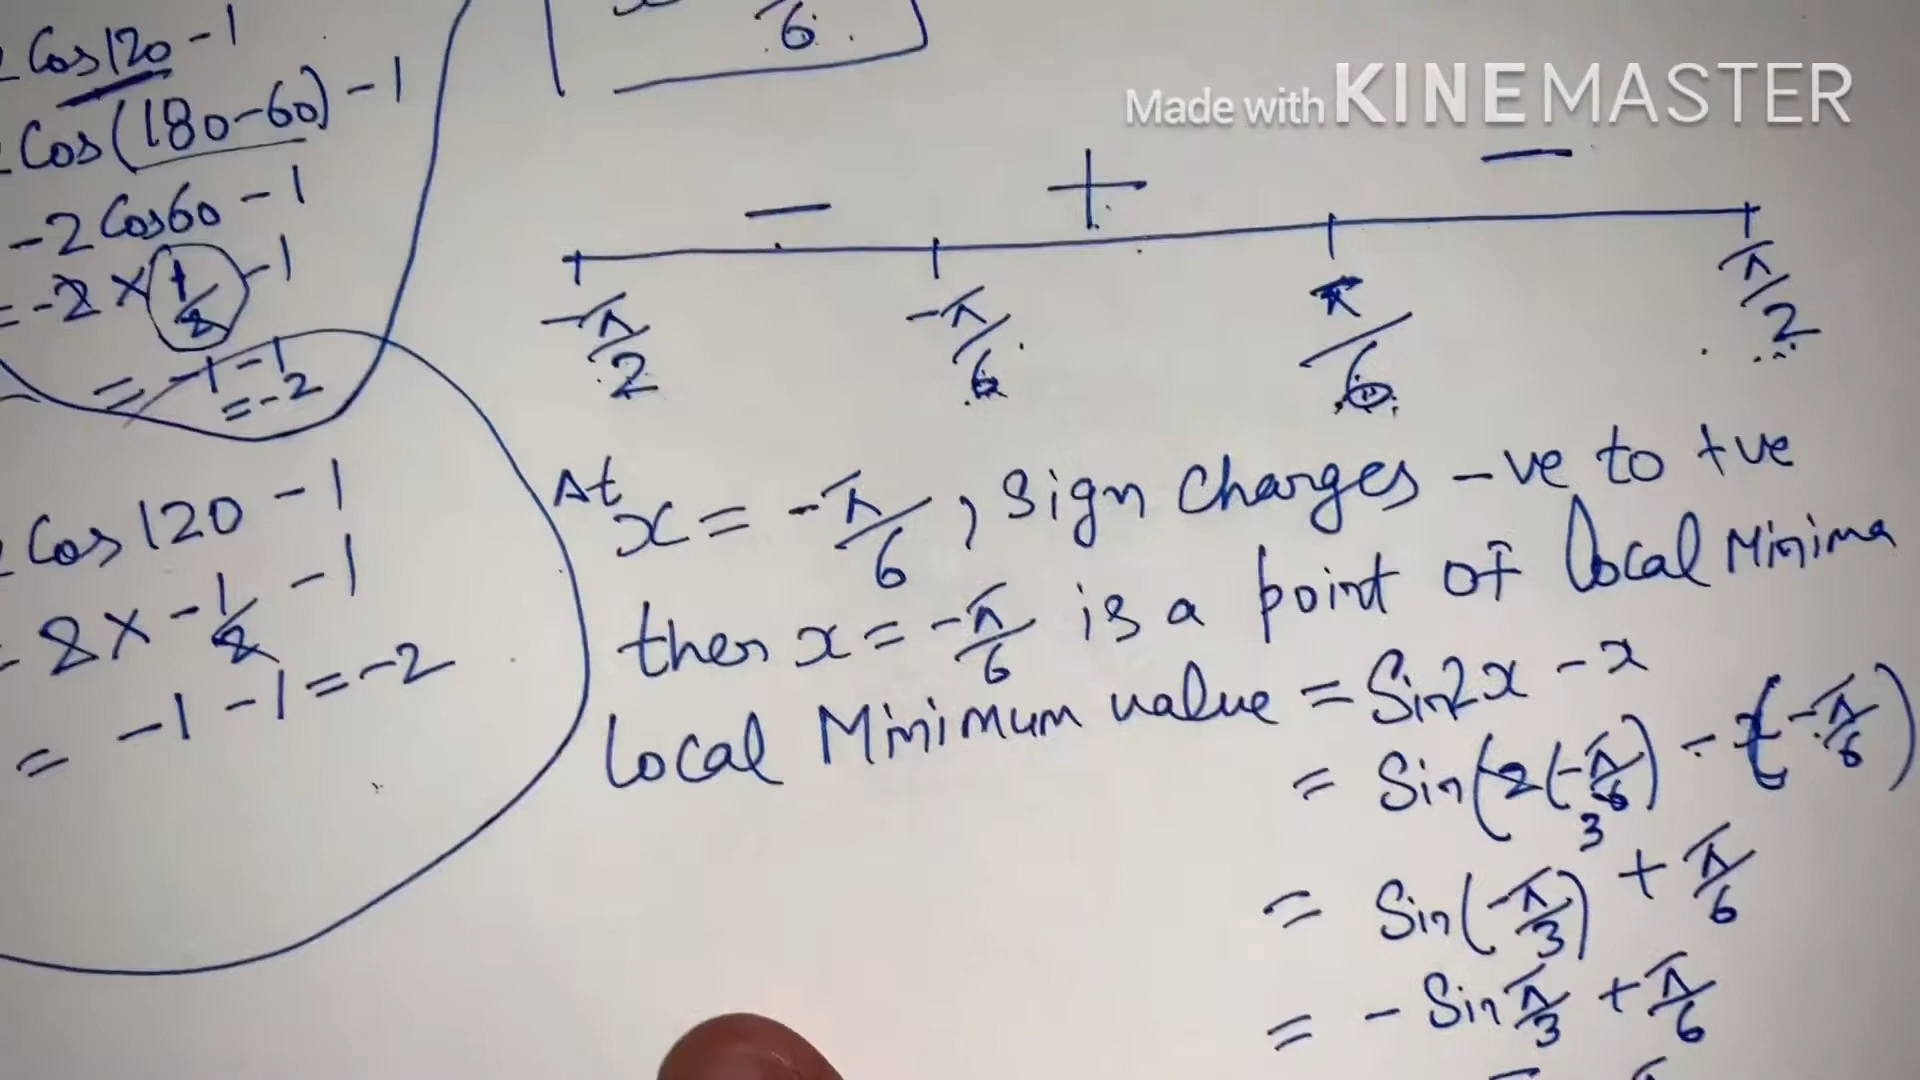 Cos120 - 1
Cos(180-60) - 1
-2 Cos60 - 1
= -2 × 1/2 - 1
= -1 - 1
= -2
Cos 120 - 1
2 × -1/2 - 1
= -1 - 1 = -2
6
Made with KINEMASTER
- + -
-π/2 -π/6 π/6 π/2
At x = -π/6, Sign Changes -ve to +ve
then x = -π/6 is a point of local Minima
local Minimum value = Sin2x - x
= Sin(2(-π/6) - (-π/6)
3
= Sin(-π/3) + π/6
= - Sin π/3 + π/6